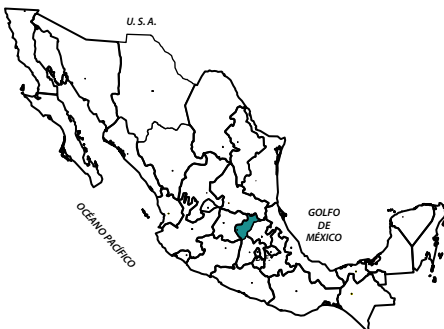 U. S. A.
GOLFO
DE
MÉXICO
OCÉANO PACÍFICO